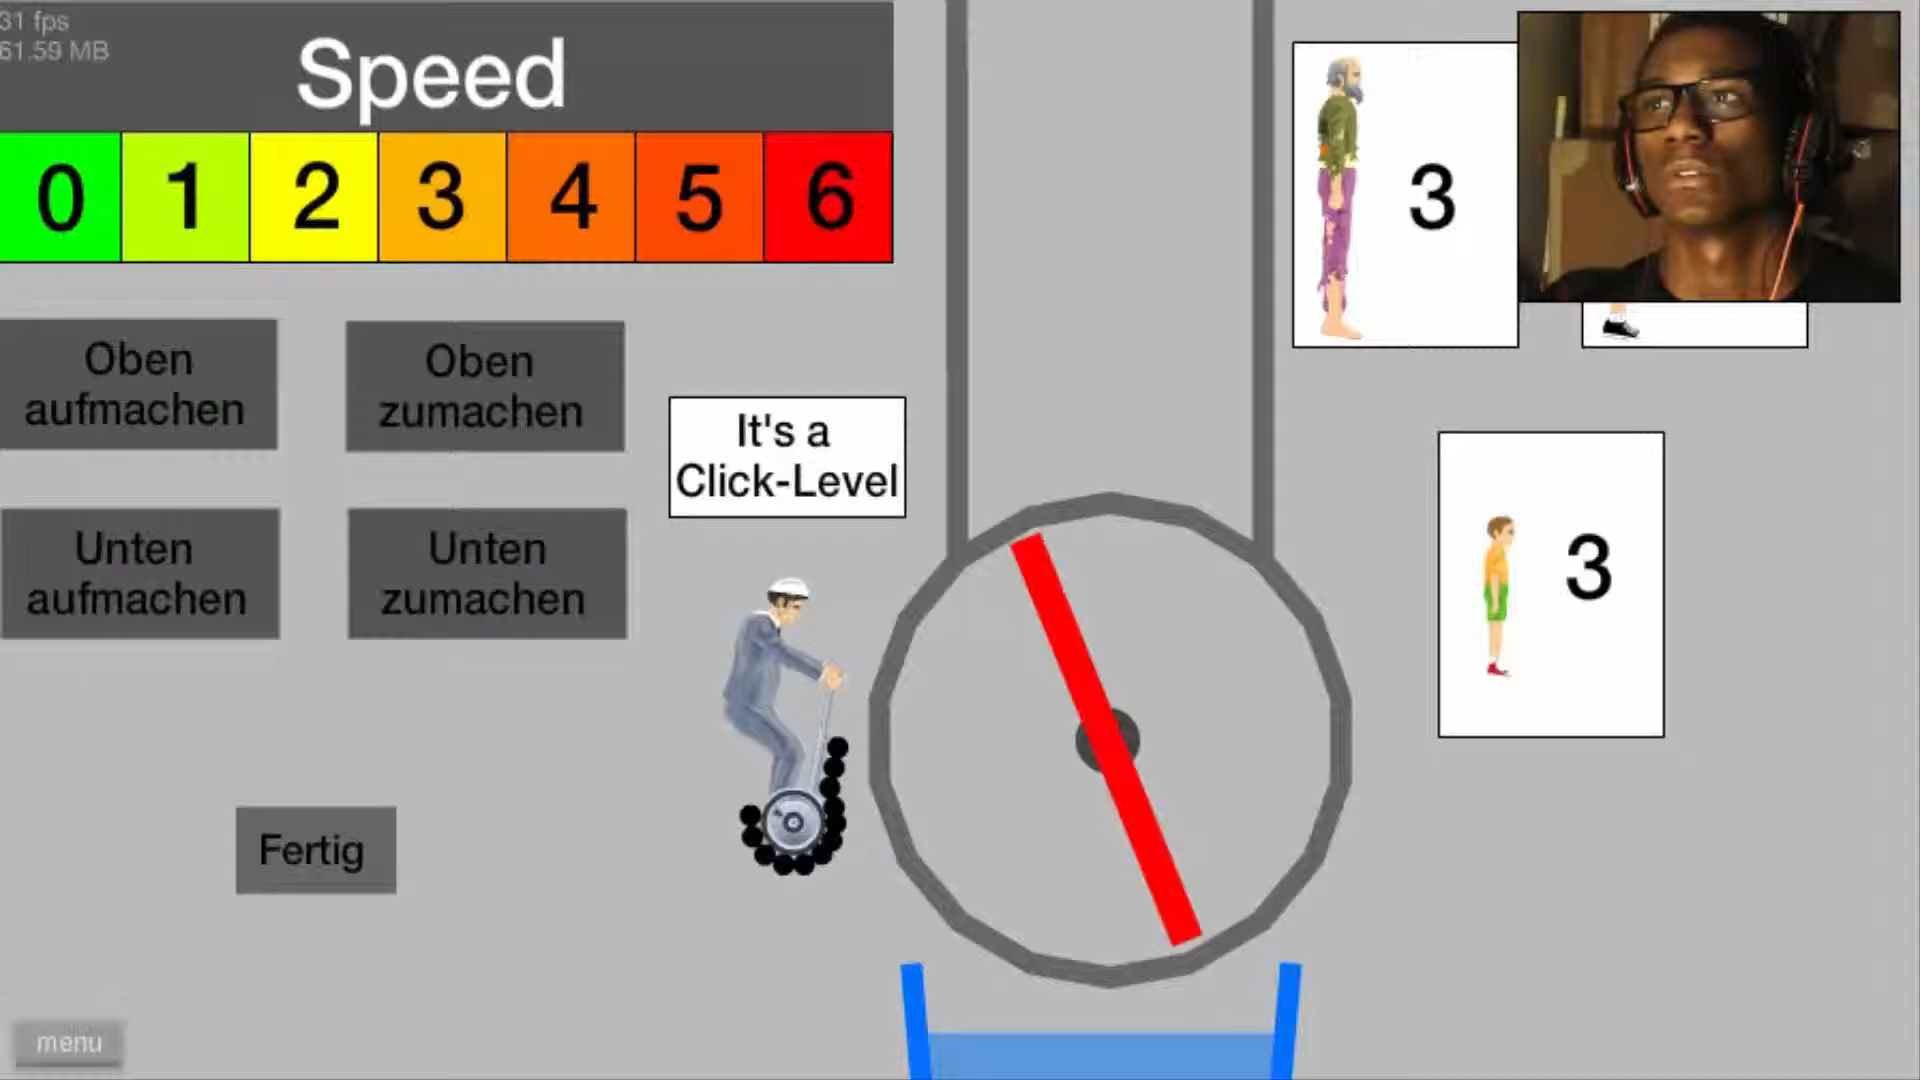 31 fps
61.59 MB
Speed
0 1 2 3 4 5 6
Oben
aufmachen
Oben
zumachen
Unten
aufmachen
Unten
zumachen
It's a
Click-Level
Fertig
menu
3
3